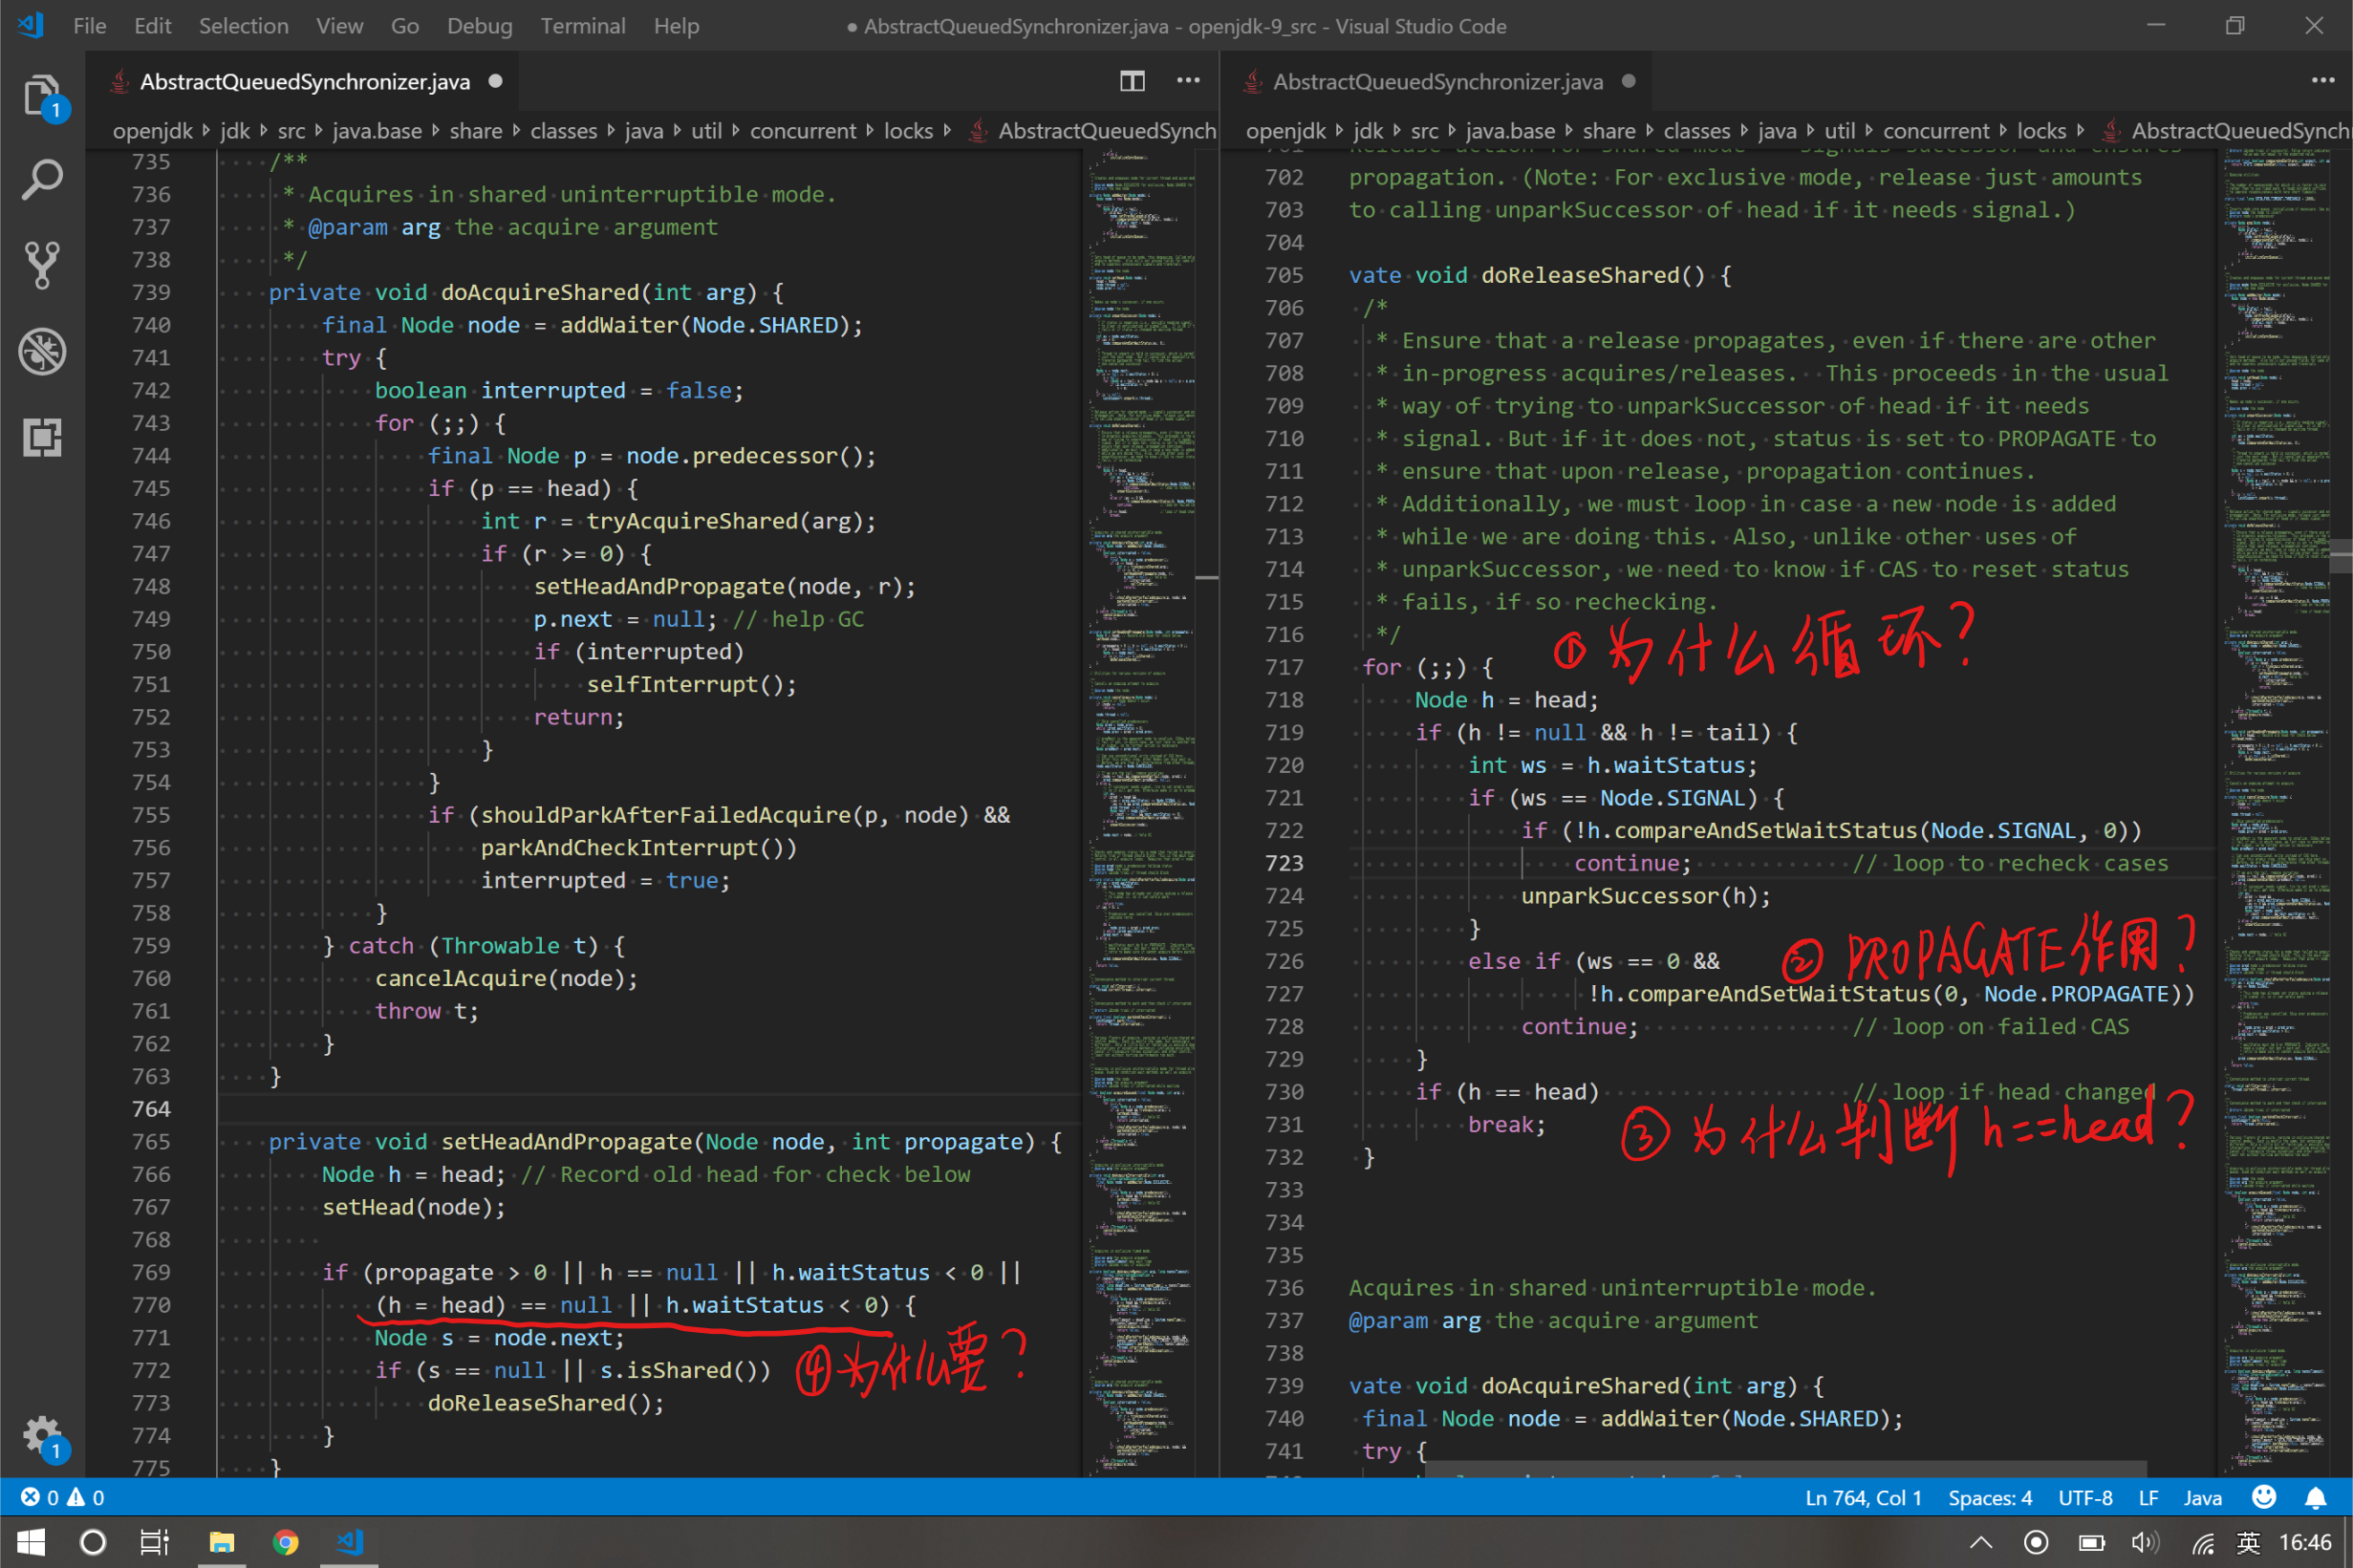 File Edit Selection View Go Debug Terminal Help
● AbstractQueuedSynchronizer.java - openjdk-9_src - Visual Studio Code
AbstractQueuedSynchronizer.java ●
openjdk jdk src java.base share classes java util concurrent locks AbstractQueuedSynch
735 /**
736 * Acquires in shared uninterruptible mode.
737 * @param arg the acquire argument
738 */
739 private void doAcquireShared(int arg) {
740 final Node node = addWaiter(Node.SHARED);
741 try {
742 boolean interrupted = false;
743 for (;;) {
744 final Node p = node.predecessor();
745 if (p == head) {
746 int r = tryAcquireShared(arg);
747 if (r >= 0) {
748 setHeadAndPropagate(node, r);
749 p.next = null; // help GC
750 if (interrupted)
751 selfInterrupt();
752 return;
753 }
754 }
755 if (shouldParkAfterFailedAcquire(p, node) &&
756 parkAndCheckInterrupt())
757 interrupted = true;
758 }
759 } catch (Throwable t) {
760 cancelAcquire(node);
761 throw t;
762 }
763 }
764
765 private void setHeadAndPropagate(Node node, int propagate) {
766 Node h = head; // Record old head for check below
767 setHead(node);
768
769 if (propagate > 0 || h == null || h.waitStatus < 0 ||
770 (h = head) == null || h.waitStatus < 0) {
771 Node s = node.next;
772 if (s == null || s.isShared())
④为什么要?
773 doReleaseShared();
774 }
775 }
AbstractQueuedSynchronizer.java ●
openjdk jdk src java.base share classes java util concurrent locks AbstractQueuedSynchr
701 Release action for shared mode -- signals successor and ensures
702 propagation. (Note: For exclusive mode, release just amounts
703 to calling unparkSuccessor of head if it needs signal.)
704
705 vate void doReleaseShared() {
706 /*
707 * Ensure that a release propagates, even if there are other
708 * in-progress acquires/releases. This proceeds in the usual
709 * way of trying to unparkSuccessor of head if it needs
710 * signal. But if it does not, status is set to PROPAGATE to
711 * ensure that upon release, propagation continues.
712 * Additionally, we must loop in case a new node is added
713 * while we are doing this. Also, unlike other uses of
714 * unparkSuccessor, we need to know if CAS to reset status
715 * fails, if so rechecking.
716 */
①为什么循环?
717 for (;;) {
718 Node h = head;
719 if (h != null && h != tail) {
720 int ws = h.waitStatus;
721 if (ws == Node.SIGNAL) {
722 if (!h.compareAndSetWaitStatus(Node.SIGNAL, 0))
723 continue; // loop to recheck cases
724 unparkSuccessor(h);
725 }
726 else if (ws == 0 &&
②PROPAGATE作用?
727 !h.compareAndSetWaitStatus(0, Node.PROPAGATE))
728 continue; // loop on failed CAS
729 }
730 if (h == head) // loop if head changed
731 break;
③为什么判断h==head?
732 }
733
734
735
736 Acquires in shared uninterruptible mode.
737 @param arg the acquire argument
738
739 vate void doAcquireShared(int arg) {
740 final Node node = addWaiter(Node.SHARED);
741 try {
0 0
Ln 764, Col 1 Spaces: 4 UTF-8 LF Java
英 16:46